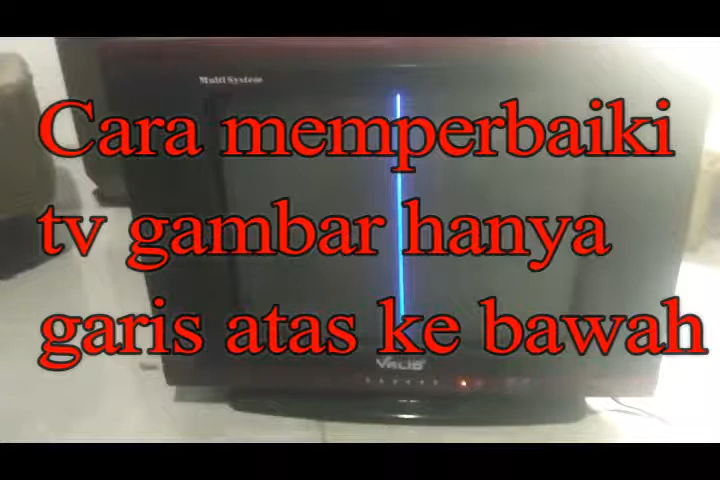 Multi System
Cara memperbaiki
tv gambar hanya
garis atas ke bawah